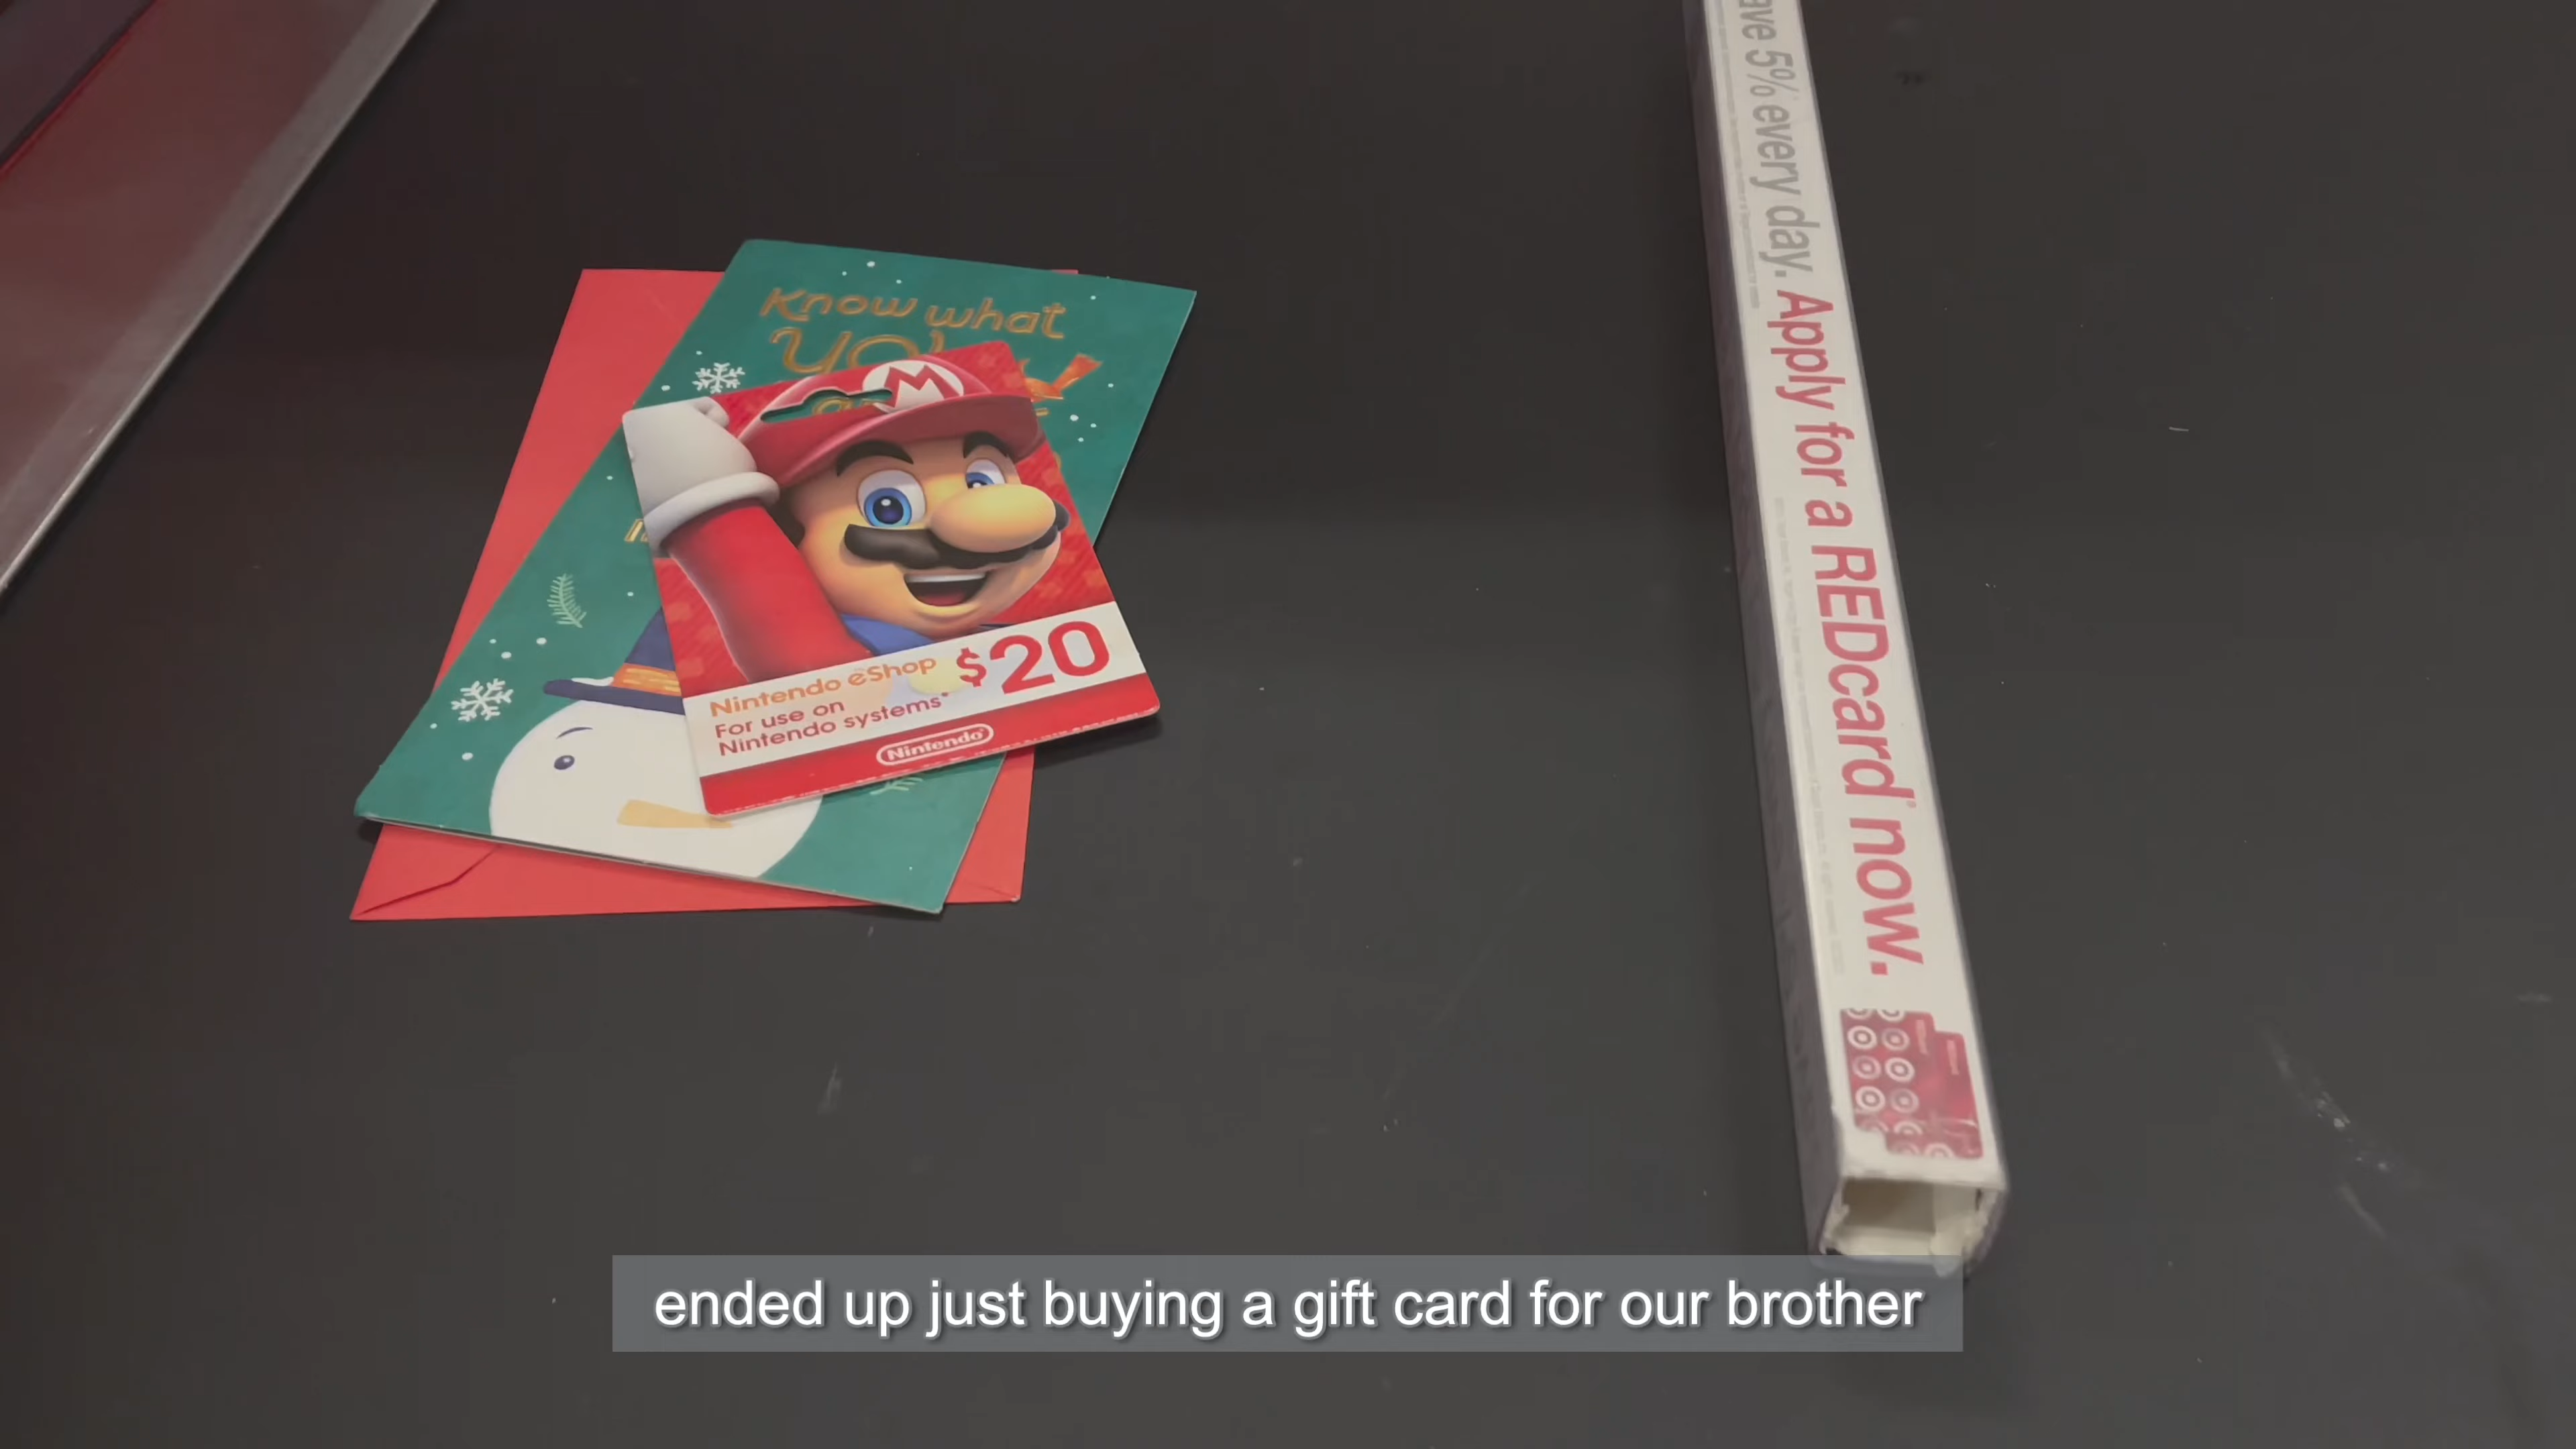 Know what
M
Nintendo eShop
$20
For use on
Nintendo systems*
Nintendo
5% every day. Apply for a REDcard® now.
ended up just buying a gift card for our brother